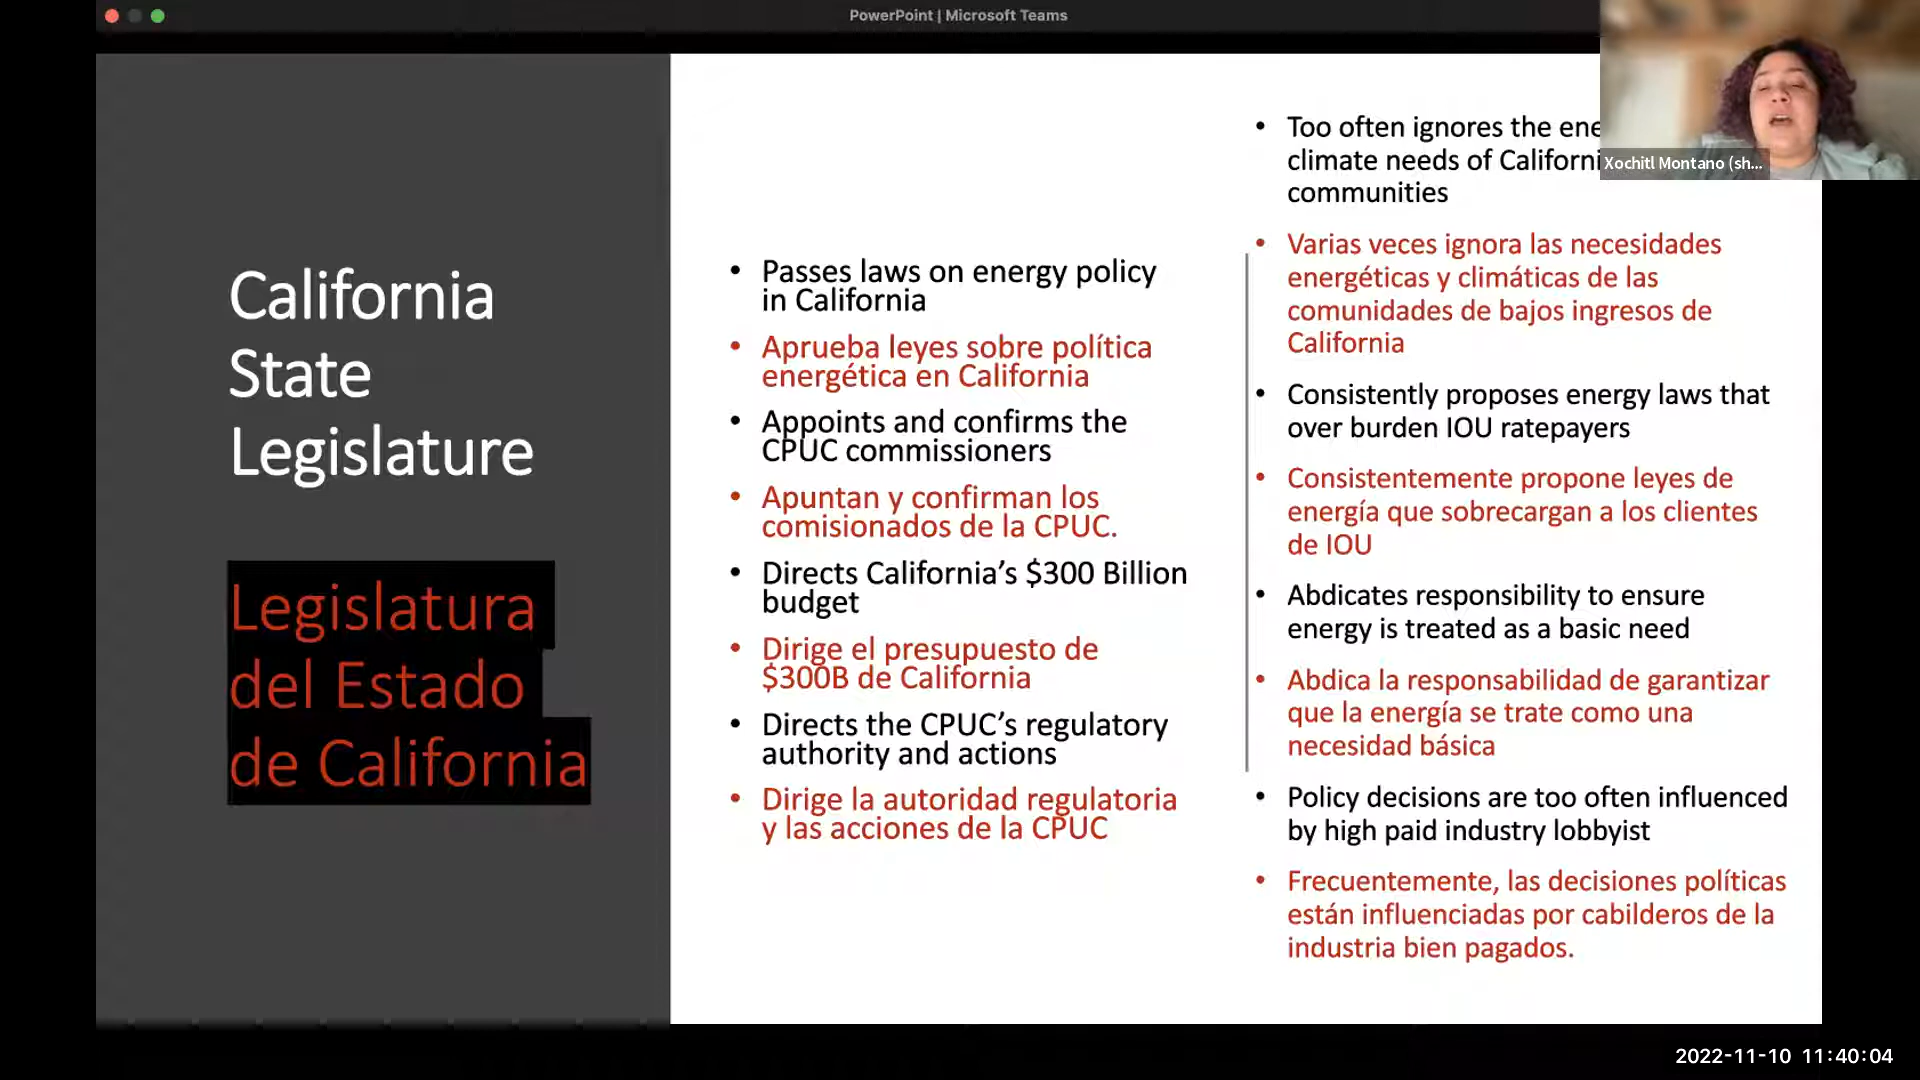 PowerPoint | Microsoft Teams
California
State
Legislature
Legislatura
del Estado
de California
• Passes laws on energy policy
in California
• Aprueba leyes sobre política
energética en California
• Appoints and confirms the
CPUC commissioners
• Apuntan y confirman los
comisionados de la CPUC.
• Directs California’s $300 Billion
budget
• Dirige el presupuesto de
$300B de California
• Directs the CPUC’s regulatory
authority and actions
• Dirige la autoridad regulatoria
y las acciones de la CPUC
• Too often ignores the
climate needs of
communities
• Varias veces ignora las necesidades
energéticas y climáticas de las
comunidades de bajos ingresos de
California
• Consistently proposes energy laws that
over burden IOU ratepayers
• Consistentemente propone leyes de
energía que sobrecargan a los clientes
de IOU
• Abdicates responsibility to ensure
energy is treated as a basic need
• Abdica la responsabilidad de garantizar
que la energía se trate como una
necesidad básica
• Policy decisions are too often influenced
by high paid industry lobbyist
• Frecuentemente, las decisiones políticas
están influenciadas por cabilderos de la
industria bien pagados.
Xochitl Montano (sh...
2022-11-10 11:40:04